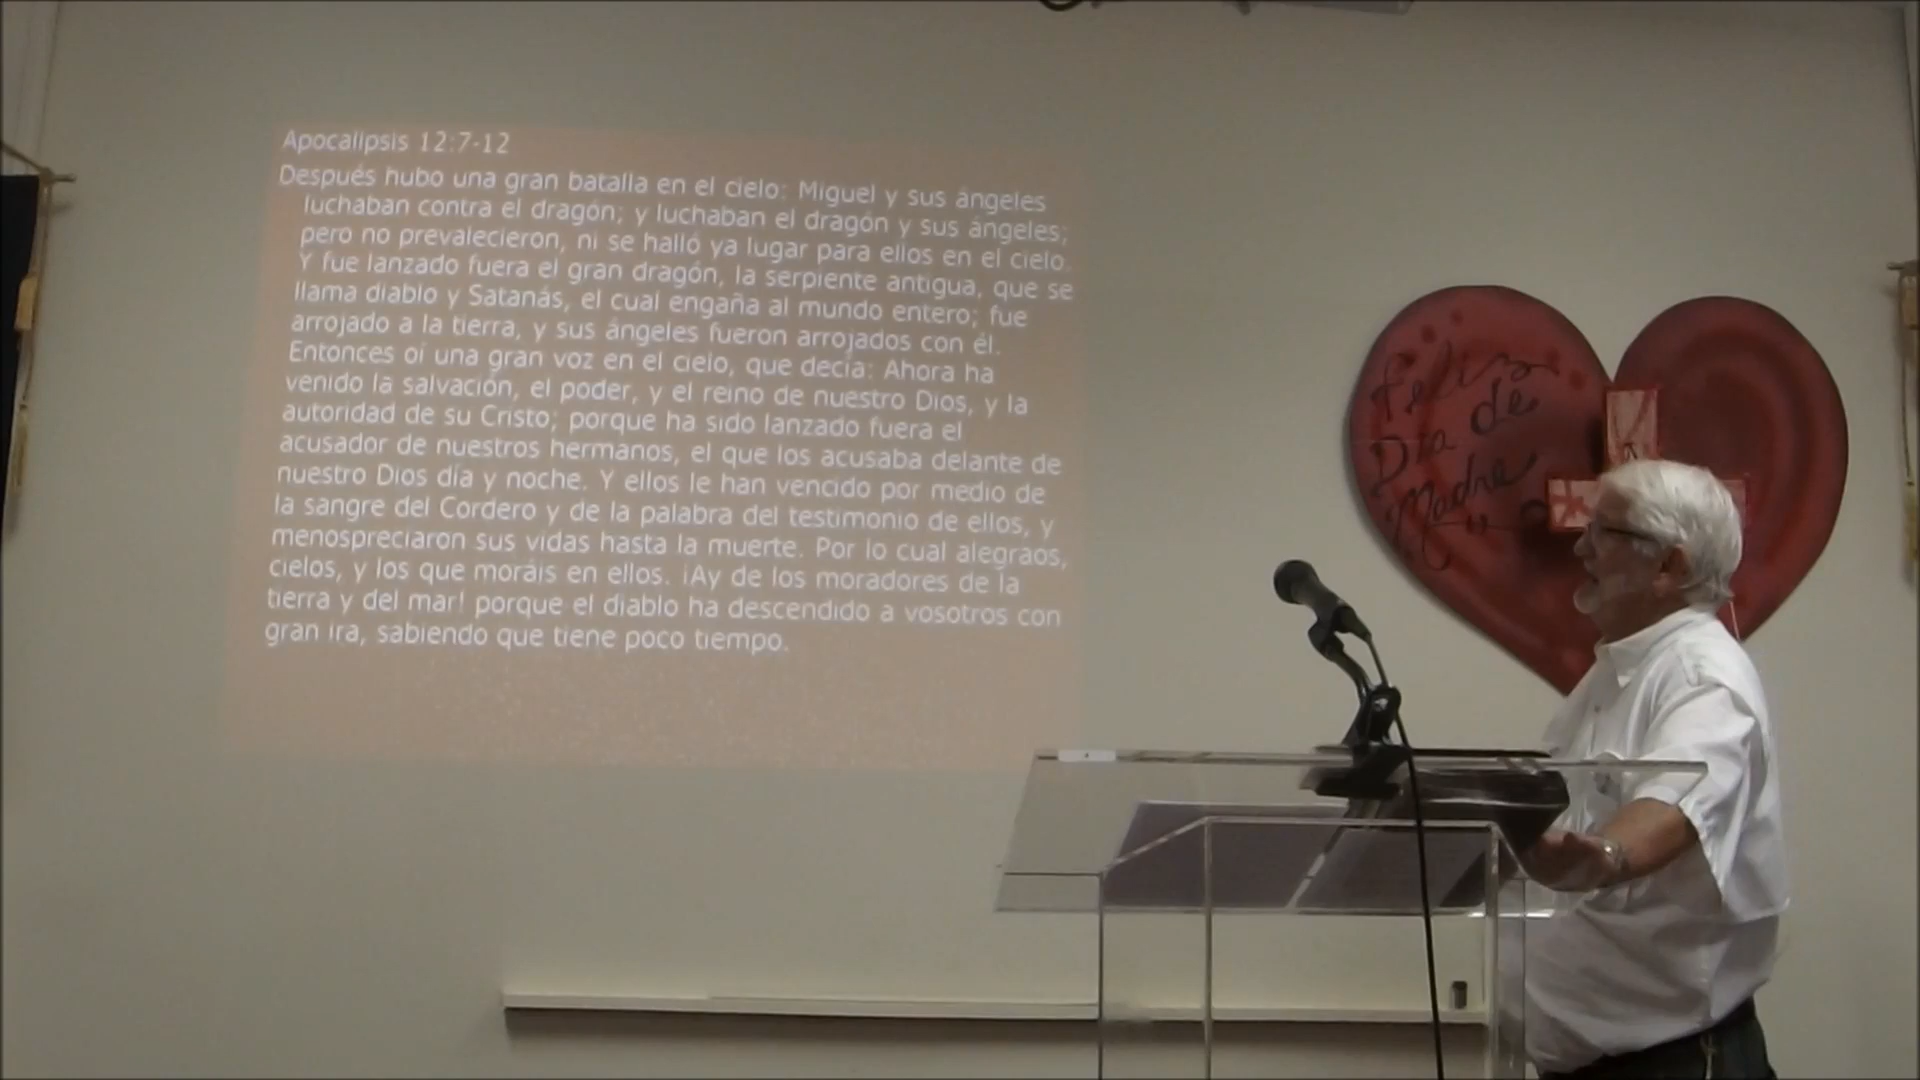 Apocalipsis 12:7-12
Después hubo una gran batalla en el cielo: Miguel y sus ángeles
luchaban contra el dragón; y luchaban el dragón y sus ángeles;
pero no prevalecieron, ni se halló ya lugar para ellos en el cielo.
Y fue lanzado fuera el gran dragón, la serpiente antigua, que se
llama diablo y Satanás, el cual engaña al mundo entero; fue
arrojado a la tierra, y sus ángeles fueron arrojados con él.
Entonces oí una gran voz en el cielo, que decía: Ahora ha
venido la salvación, el poder, y el reino de nuestro Dios, y la
autoridad de su Cristo; porque ha sido lanzado fuera el
acusador de nuestros hermanos, el que los acusaba delante de
nuestro Dios día y noche. Y ellos le han vencido por medio de
la sangre del Cordero y de la palabra del testimonio de ellos, y
menospreciaron sus vidas hasta la muerte. Por lo cual alegraos,
cielos, y los que moráis en ellos. ¡Ay de los moradores de la
tierra y del mar! porque el diablo ha descendido a vosotros con
gran ira, sabiendo que tiene poco tiempo.
Feliz
Día de
Madre